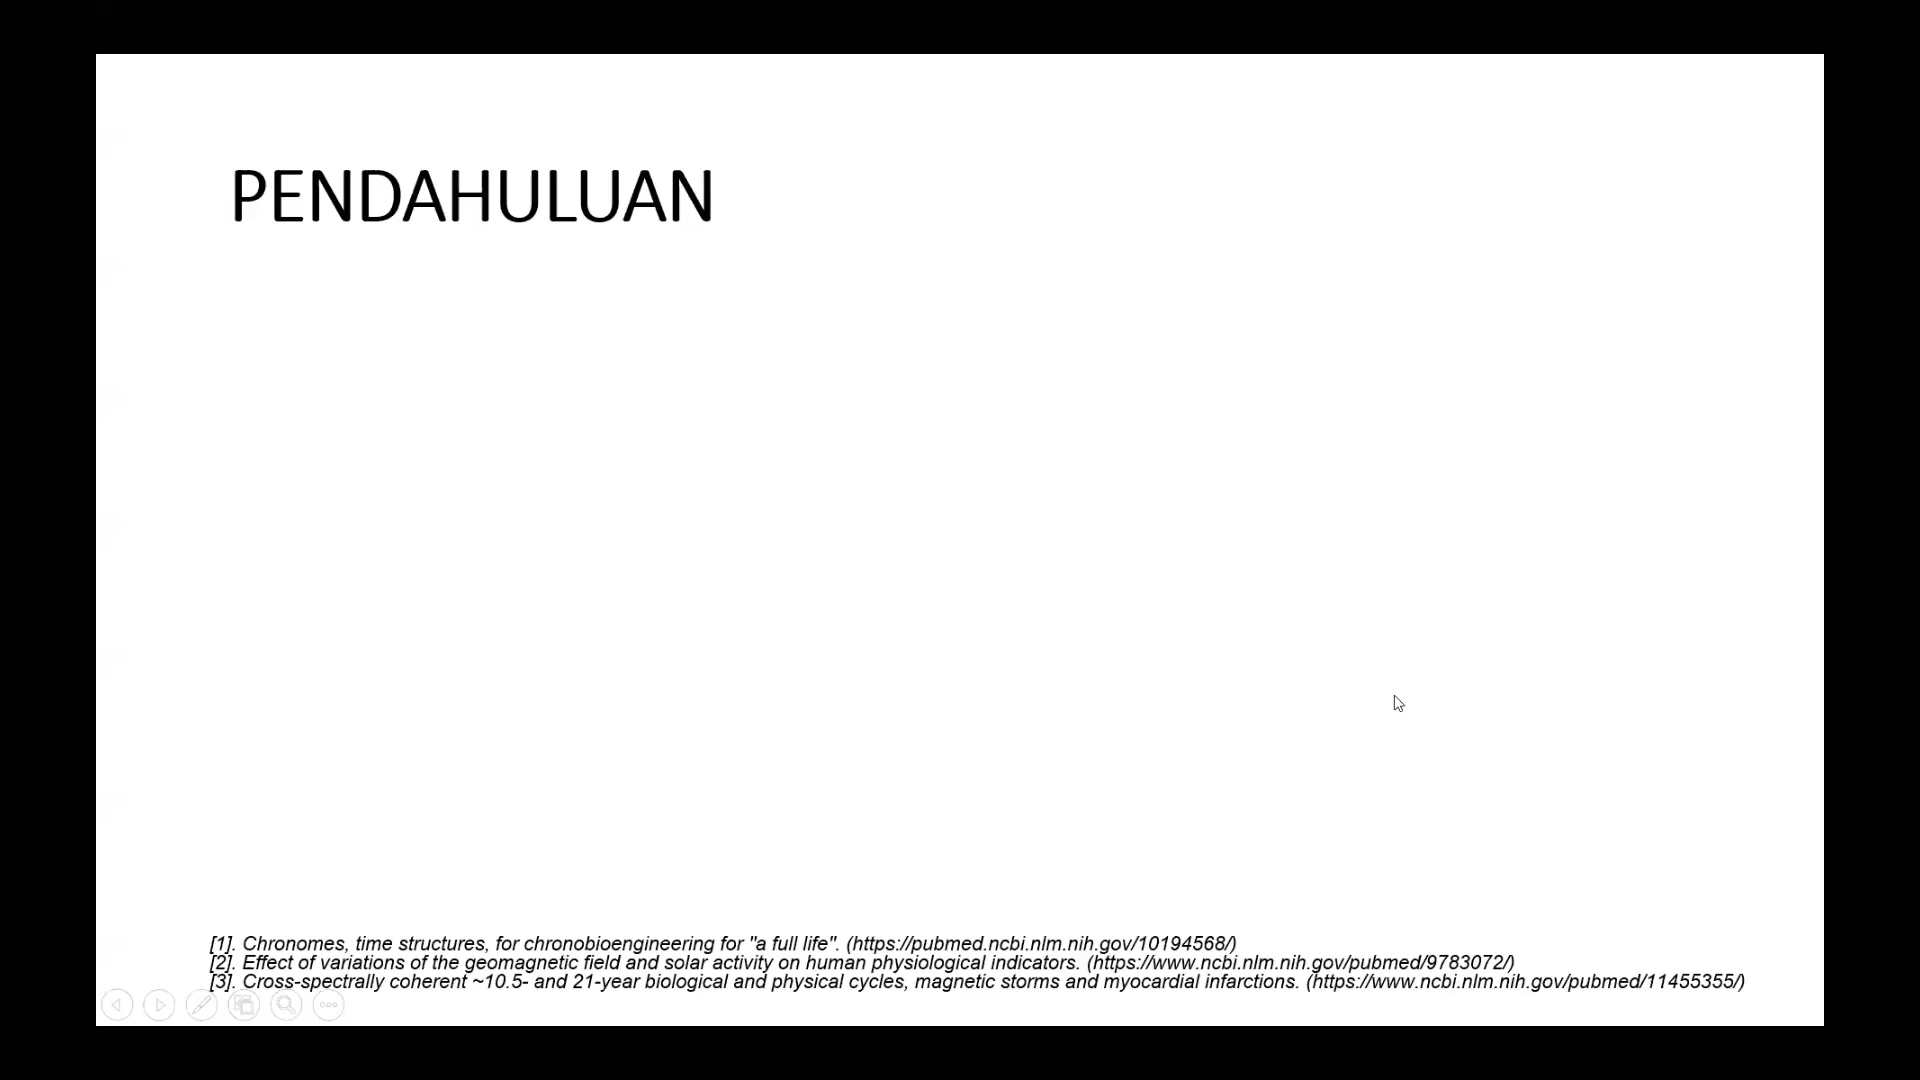 PENDAHULUAN
[1]. Chronomes, time structures, for chronobioengineering for "a full life". (https://pubmed.ncbi.nlm.nih.gov/10194568/)
[2]. Effect of variations of the geomagnetic field and solar activity on human physiological indicators. (https://www.ncbi.nlm.nih.gov/pubmed/9783072/)
[3]. Cross-spectrally coherent ~10.5- and 21-year biological and physical cycles, magnetic storms and myocardial infarctions. (https://www.ncbi.nlm.nih.gov/pubmed/11455355/)